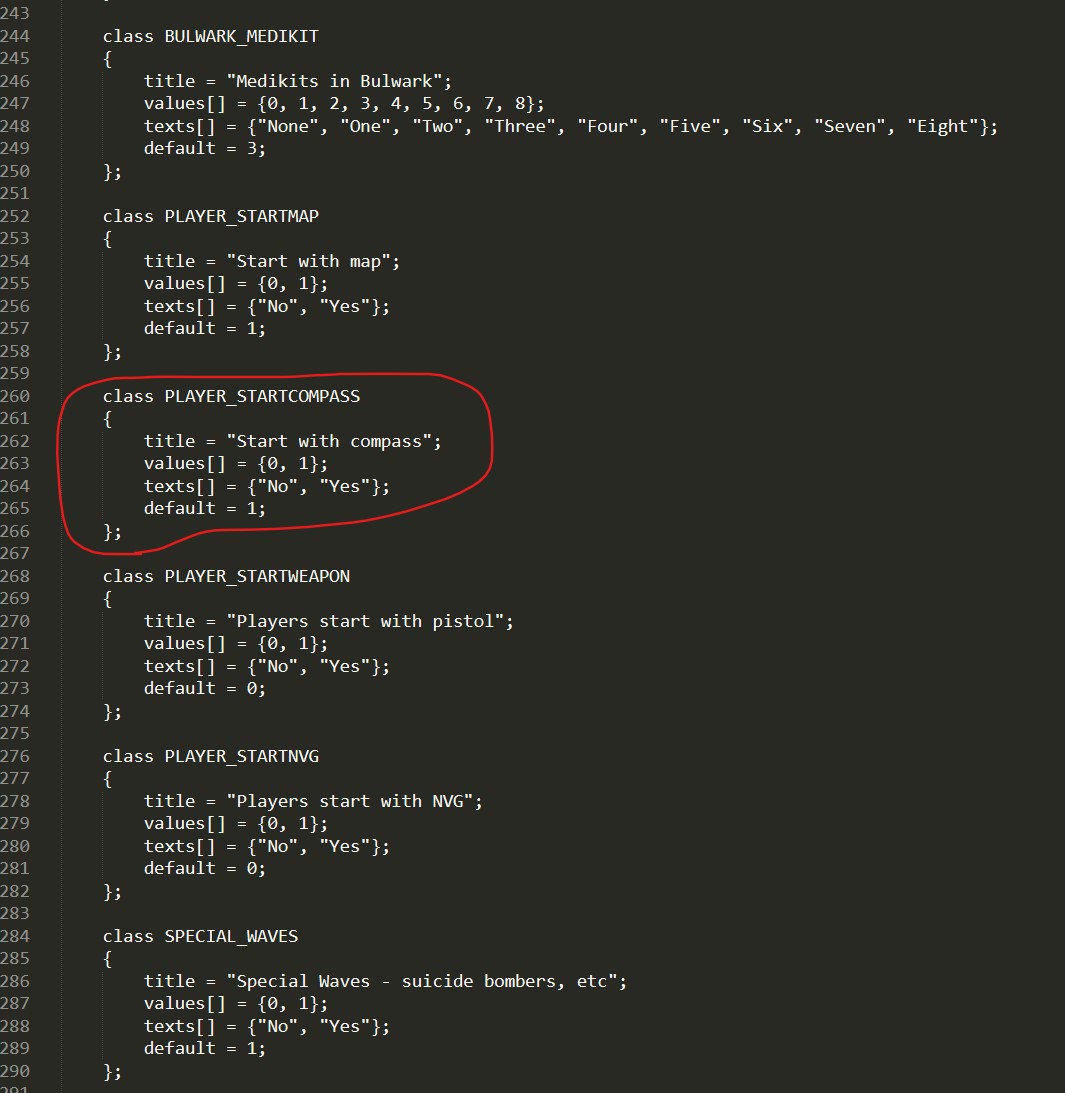 243
244 class BULWARK_MEDIKIT
245 {
246 title = "Medikits in Bulwark";
247 values[] = {0, 1, 2, 3, 4, 5, 6, 7, 8};
248 texts[] = {"None", "One", "Two", "Three", "Four", "Five", "Six", "Seven", "Eight"};
249 default = 3;
250 };
251
252 class PLAYER_STARTMAP
253 {
254 title = "Start with map";
255 values[] = {0, 1};
256 texts[] = {"No", "Yes"};
257 default = 1;
258 };
259
260 class PLAYER_STARTCOMPASS
261 {
262 title = "Start with compass";
263 values[] = {0, 1};
264 texts[] = {"No", "Yes"};
265 default = 1;
266 };
267
268 class PLAYER_STARTWEAPON
269 {
270 title = "Players start with pistol";
271 values[] = {0, 1};
272 texts[] = {"No", "Yes"};
273 default = 0;
274 };
275
276 class PLAYER_STARTNVG
277 {
278 title = "Players start with NVG";
279 values[] = {0, 1};
280 texts[] = {"No", "Yes"};
281 default = 0;
282 };
283
284 class SPECIAL_WAVES
285 {
286 title = "Special Waves - suicide bombers, etc";
287 values[] = {0, 1};
288 texts[] = {"No", "Yes"};
289 default = 1;
290 };
291